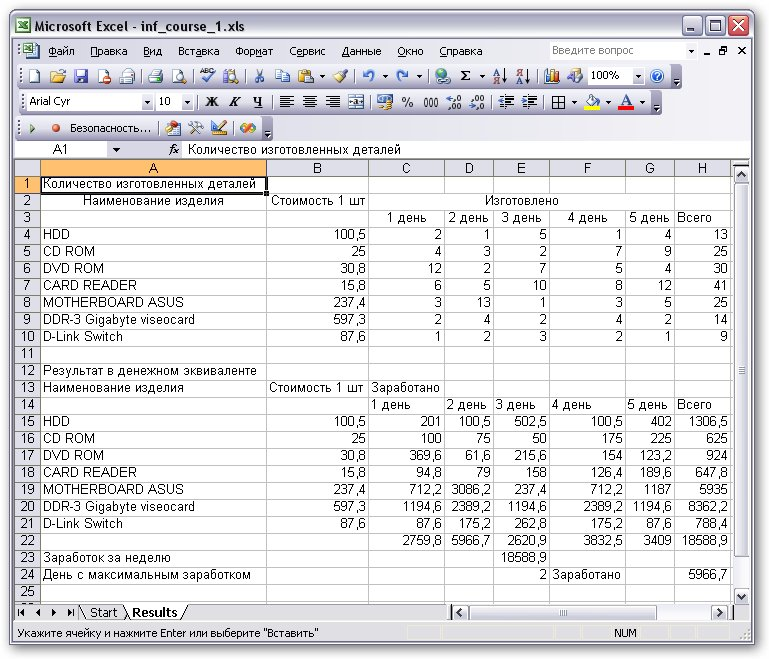 Microsoft Excel - inf_course_1.xls
Файл Правка Вид Вставка Формат Сервис Данные Окно Справка Введите вопрос
100%
Arial Cyr 10 Ж К Ч % 000
Безопасность...
A1 fx Количество изготовленных деталей
A B C D E F G H
1 Количество изготовленных деталей
2 Наименование изделия Стоимость 1 шт Изготовлено
3 1 день 2 день 3 день 4 день 5 день Всего
4 HDD 100,5 2 1 5 1 4 13
5 CD ROM 25 4 3 2 7 9 25
6 DVD ROM 30,8 12 2 7 5 4 30
7 CARD READER 15,8 6 5 10 8 12 41
8 MOTHERBOARD ASUS 237,4 3 13 1 3 5 25
9 DDR-3 Gigabyte viseocard 597,3 2 4 2 4 2 14
10 D-Link Switch 87,6 1 2 3 2 1 9
11
12 Результат в денежном эквиваленте
13 Наименование изделия Стоимость 1 шт Заработано
14 1 день 2 день 3 день 4 день 5 день Всего
15 HDD 100,5 201 100,5 502,5 100,5 402 1306,5
16 CD ROM 25 100 75 50 175 225 625
17 DVD ROM 30,8 369,6 61,6 215,6 154 123,2 924
18 CARD READER 15,8 94,8 79 158 126,4 189,6 647,8
19 MOTHERBOARD ASUS 237,4 712,2 3086,2 237,4 712,2 1187 5935
20 DDR-3 Gigabyte viseocard 597,3 1194,6 2389,2 1194,6 2389,2 1194,6 8362,2
21 D-Link Switch 87,6 87,6 175,2 262,8 175,2 87,6 788,4
22 2759,8 5966,7 2620,9 3832,5 3409 18588,9
23 Заработок за неделю 18588,9
24 День с максимальным заработком 2 Заработано 5966,7
25
Start Results
Укажите ячейку и нажмите Enter или выберите "Вставить" NUM